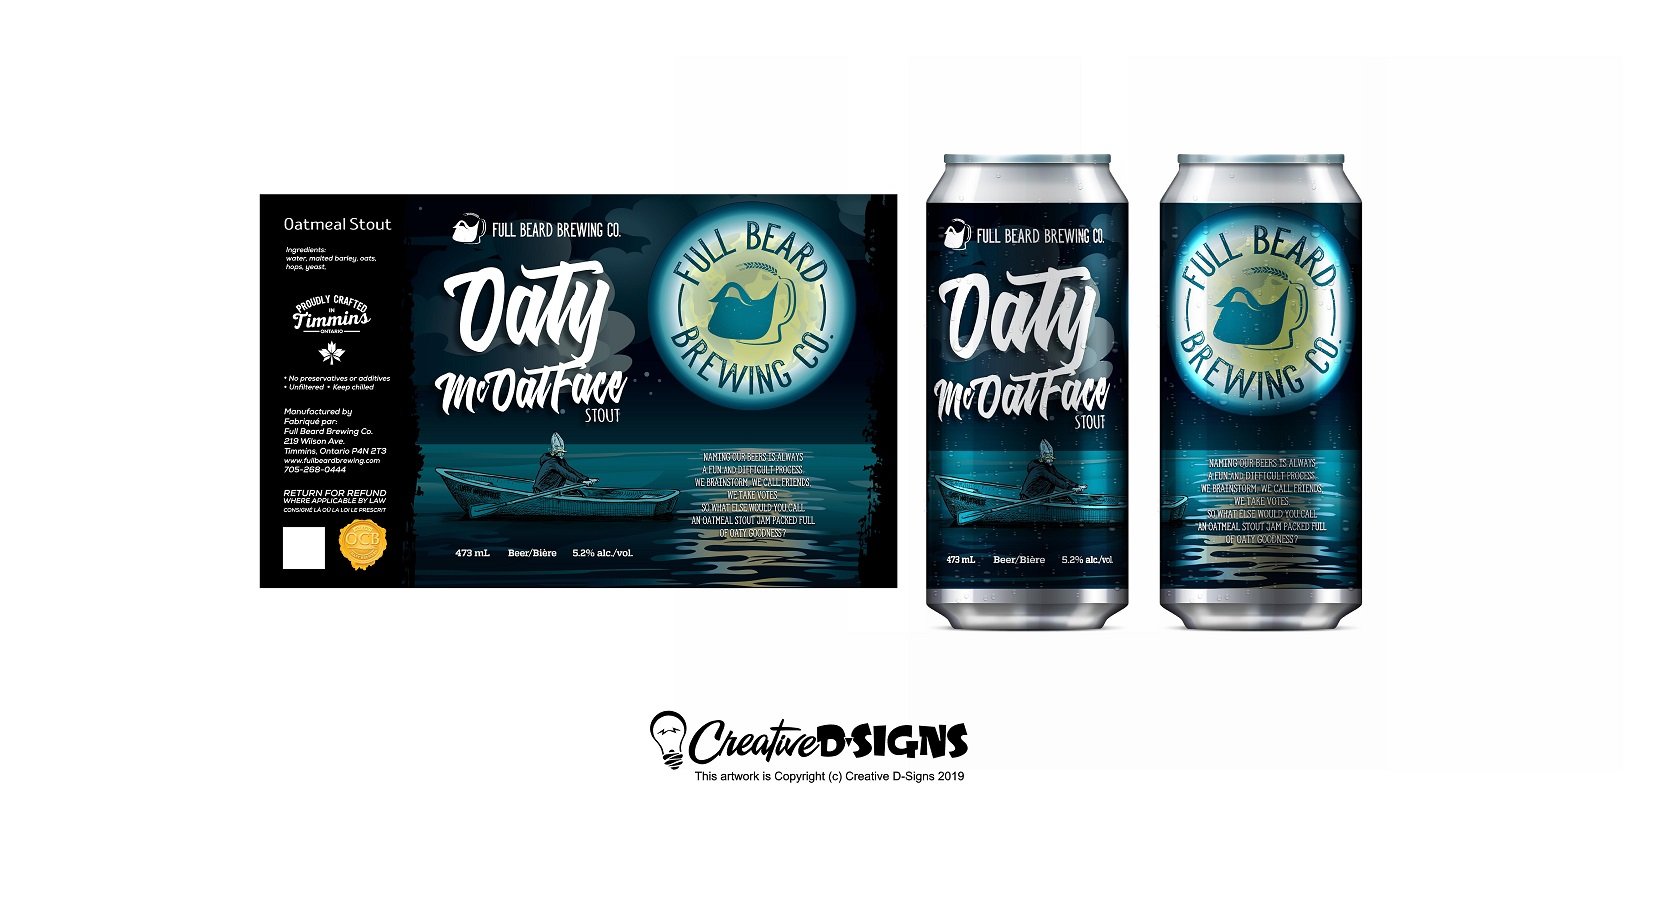 Oatmeal Stout
Ingredients:
water, malted barley, oats,
hops, yeast,
PROUDLY CRAFTED
IN
Timmins
ONTARIO
• No preservatives or additives
• Unfiltered • Keep chilled
Manufactured by
Fabriqué par:
Full Beard Brewing Co.
219 Wilson Ave.
Timmins, Ontario P4N 2T3
www.fullbeardbrewing.com
705-268-0444
RETURN FOR REFUND
WHERE APPLICABLE BY LAW
CONSIGNÉ LÀ OÙ LA LOI LE PRESCRIT
OCB
FULL BEARD BREWING CO.
Oaty
McOatFace
STOUT
473 mL Beer/Bière 5.2% alc./vol.
FULL BEARD
BREWING CO.
NAMING OUR BEERS IS ALWAYS
A FUN AND DIFFICULT PROCESS.
WE BRAINSTORM, WE CALL FRIENDS,
WE TAKE VOTES
SO WHAT ELSE WOULD YOU CALL
AN OATMEAL STOUT JAM PACKED FULL
OF OATY GOODNESS?
FULL BEARD BREWING CO.
Oaty
McOatFace
STOUT
473 mL Beer/Bière 5.2% alc./vol.
FULL BEARD
BREWING CO.
NAMING OUR BEERS IS ALWAYS
A FUN AND DIFFICULT PROCESS.
WE BRAINSTORM, WE CALL FRIENDS,
WE TAKE VOTES
SO WHAT ELSE WOULD YOU CALL
AN OATMEAL STOUT JAM PACKED FULL
OF OATY GOODNESS?
Creative D-SIGNS
This artwork is Copyright (c) Creative D-Signs 2019